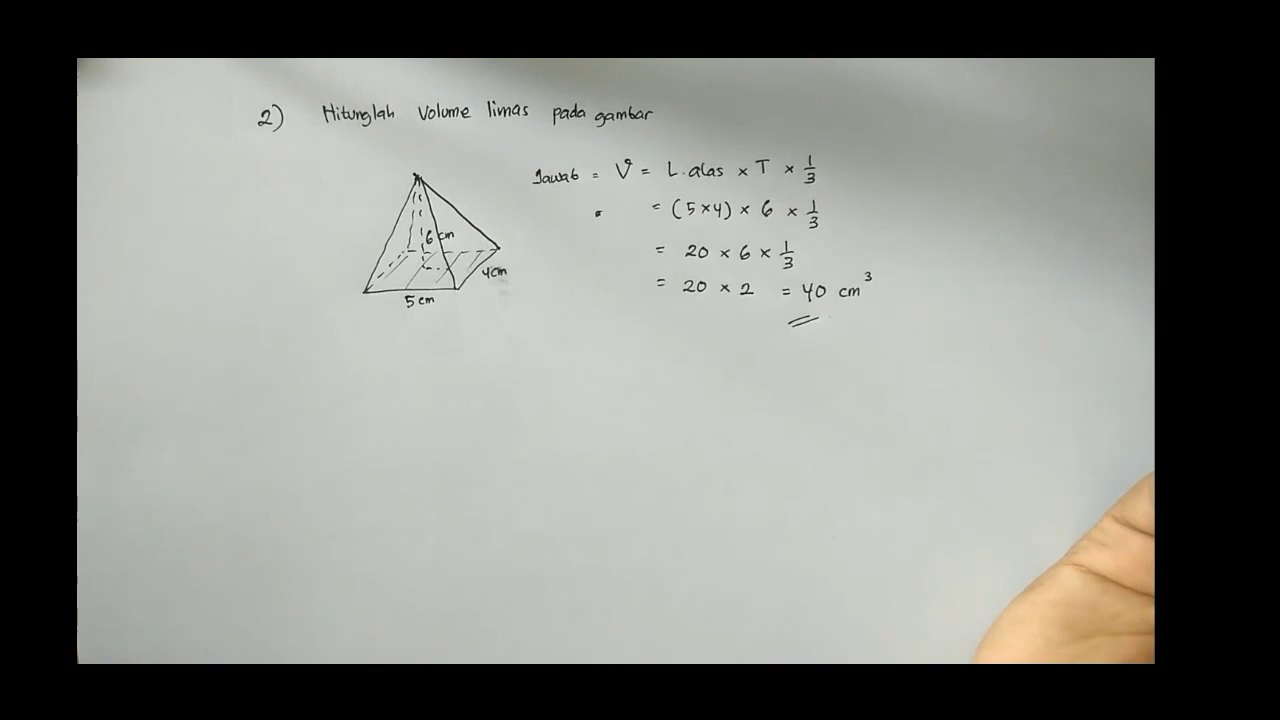 2) Hitunglah Volume limas pada gambar
Jawab = V = L.alas × T × 1/3
= (5×4) × 6 × 1/3
= 20 × 6 × 1/3
= 20 × 2 = 40 cm³
6 cm
4cm
5 cm